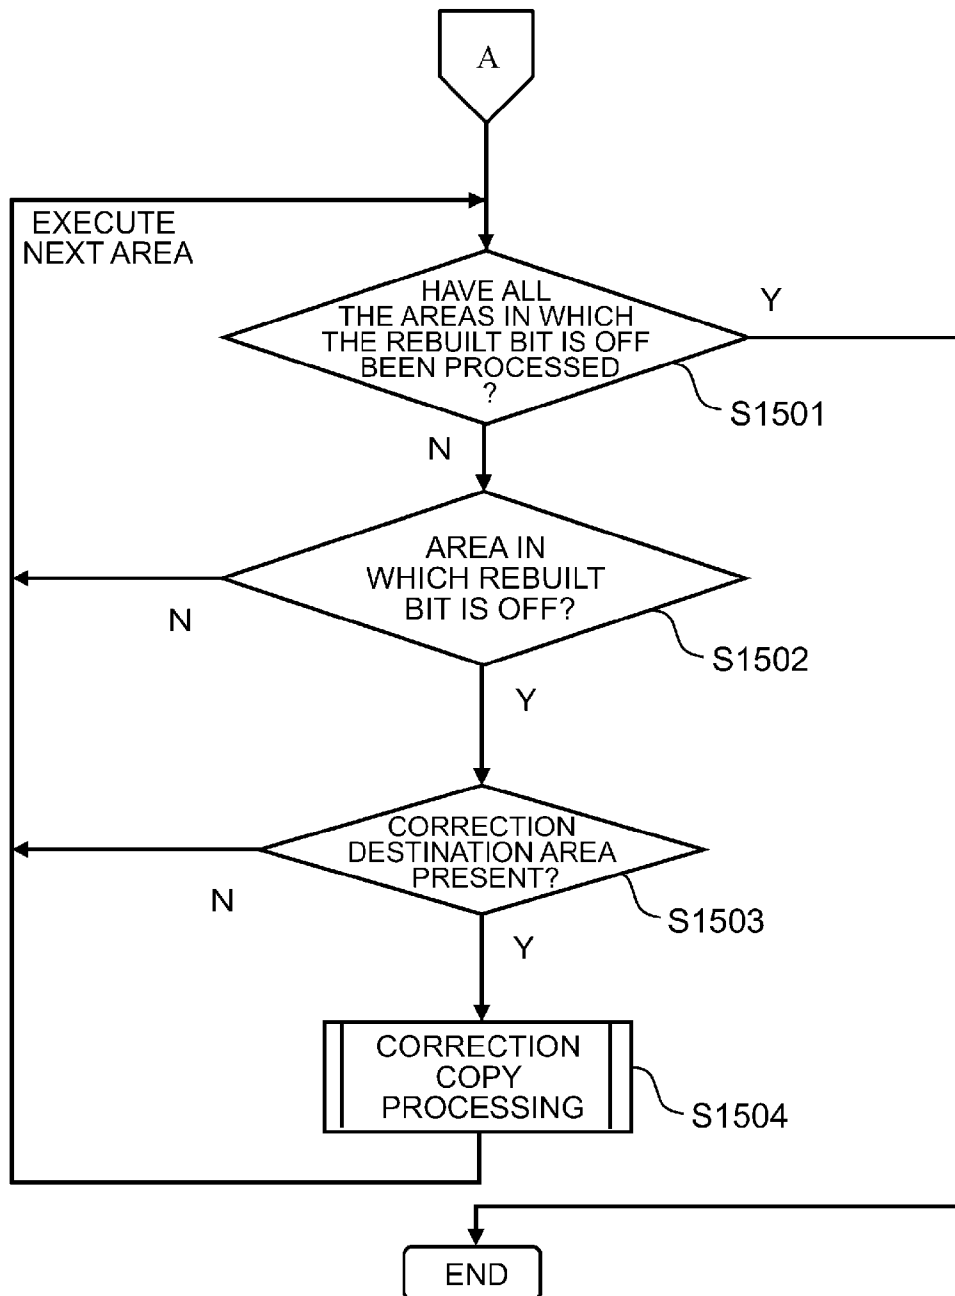 A
EXECUTE
NEXT AREA
HAVE ALL
THE AREAS IN WHICH
THE REBUILT BIT IS OFF
BEEN PROCESSED
?
Y
S1501
N
AREA IN
WHICH REBUILT
BIT IS OFF?
N
S1502
Y
CORRECTION
DESTINATION AREA
PRESENT?
N
S1503
Y
CORRECTION
COPY
PROCESSING
S1504
END